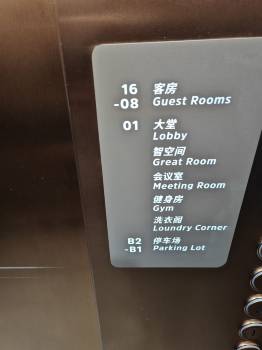 16 客房
-08 Guest Rooms
01 大堂
Lobby
智空间
Great Room
会议室
Meeting Room
健身房
Gym
洗衣阁
Loundry Corner
B2 停车场
-B1 Parking Lot